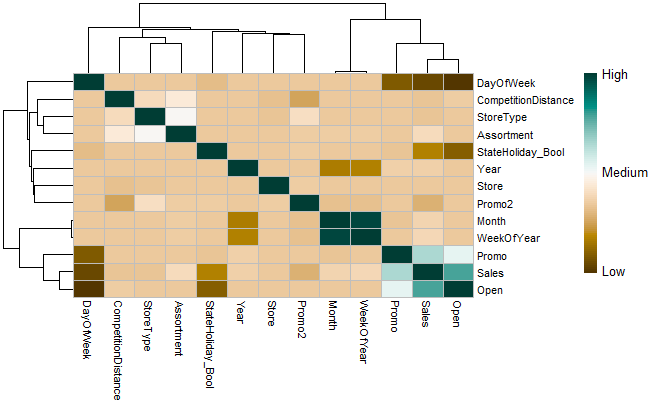 High
Medium
Low
DayOfWeek
CompetitionDistance
StoreType
Assortment
StateHoliday_Bool
Year
Store
Promo2
Month
WeekOfYear
Promo
Sales
Open
DayOfWeek
CompetitionDistance
StoreType
Assortment
StateHoliday_Bool
Year
Store
Promo2
Month
WeekOfYear
Promo
Sales
Open